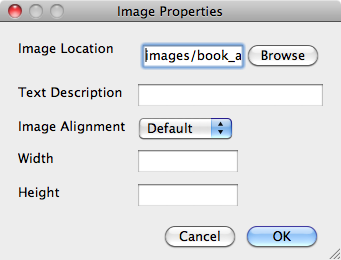 Image Properties
Image Location images/book_a Browse
Text Description
Image Alignment Default
Width
Height
Cancel OK